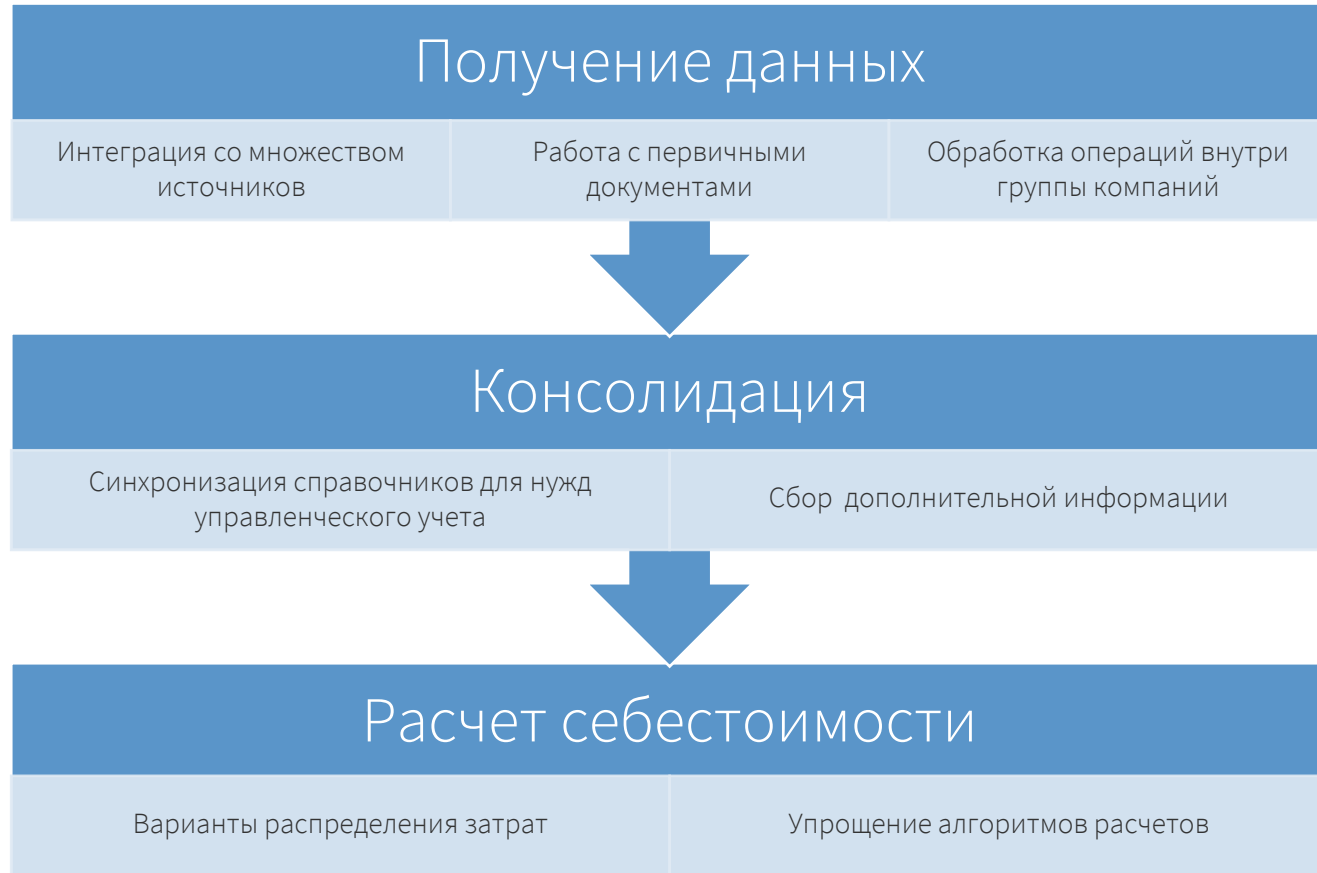 Получение данных
Интеграция со множеством
источников
Работа с первичными
документами
Обработка операций внутри
группы компаний
Консолидация
Синхронизация справочников для нужд
управленческого учета
Сбор  дополнительной информации
Расчет себестоимости
Варианты распределения затрат
Упрощение алгоритмов расчетов